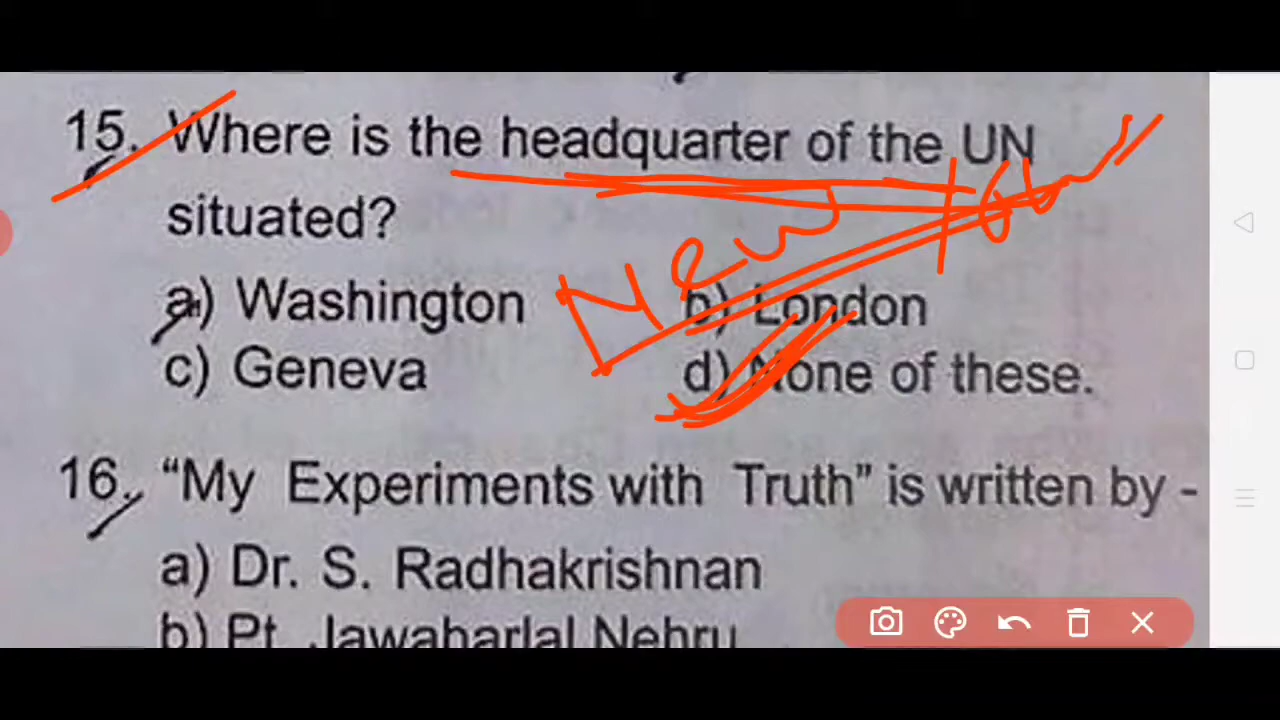 15. Where is the headquarter of the UN
situated?
a) Washington b) London
c) Geneva d) None of these.
New
16. “My Experiments with Truth” is written by -
a) Dr. S. Radhakrishnan
b) Pt. Jawaharlal Nehru